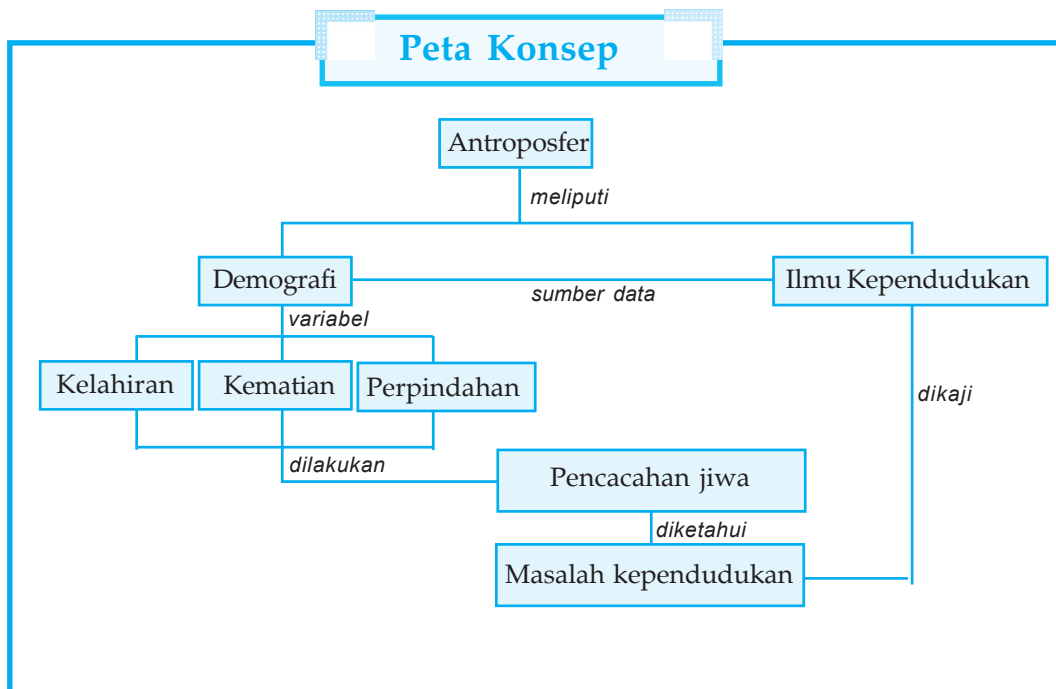 Peta Konsep
Antroposfer
meliputi
Demografi
sumber data
Ilmu Kependudukan
variabel
Kelahiran
Kematian
Perpindahan
dikaji
dilakukan
Pencacahan jiwa
diketahui
Masalah kependudukan